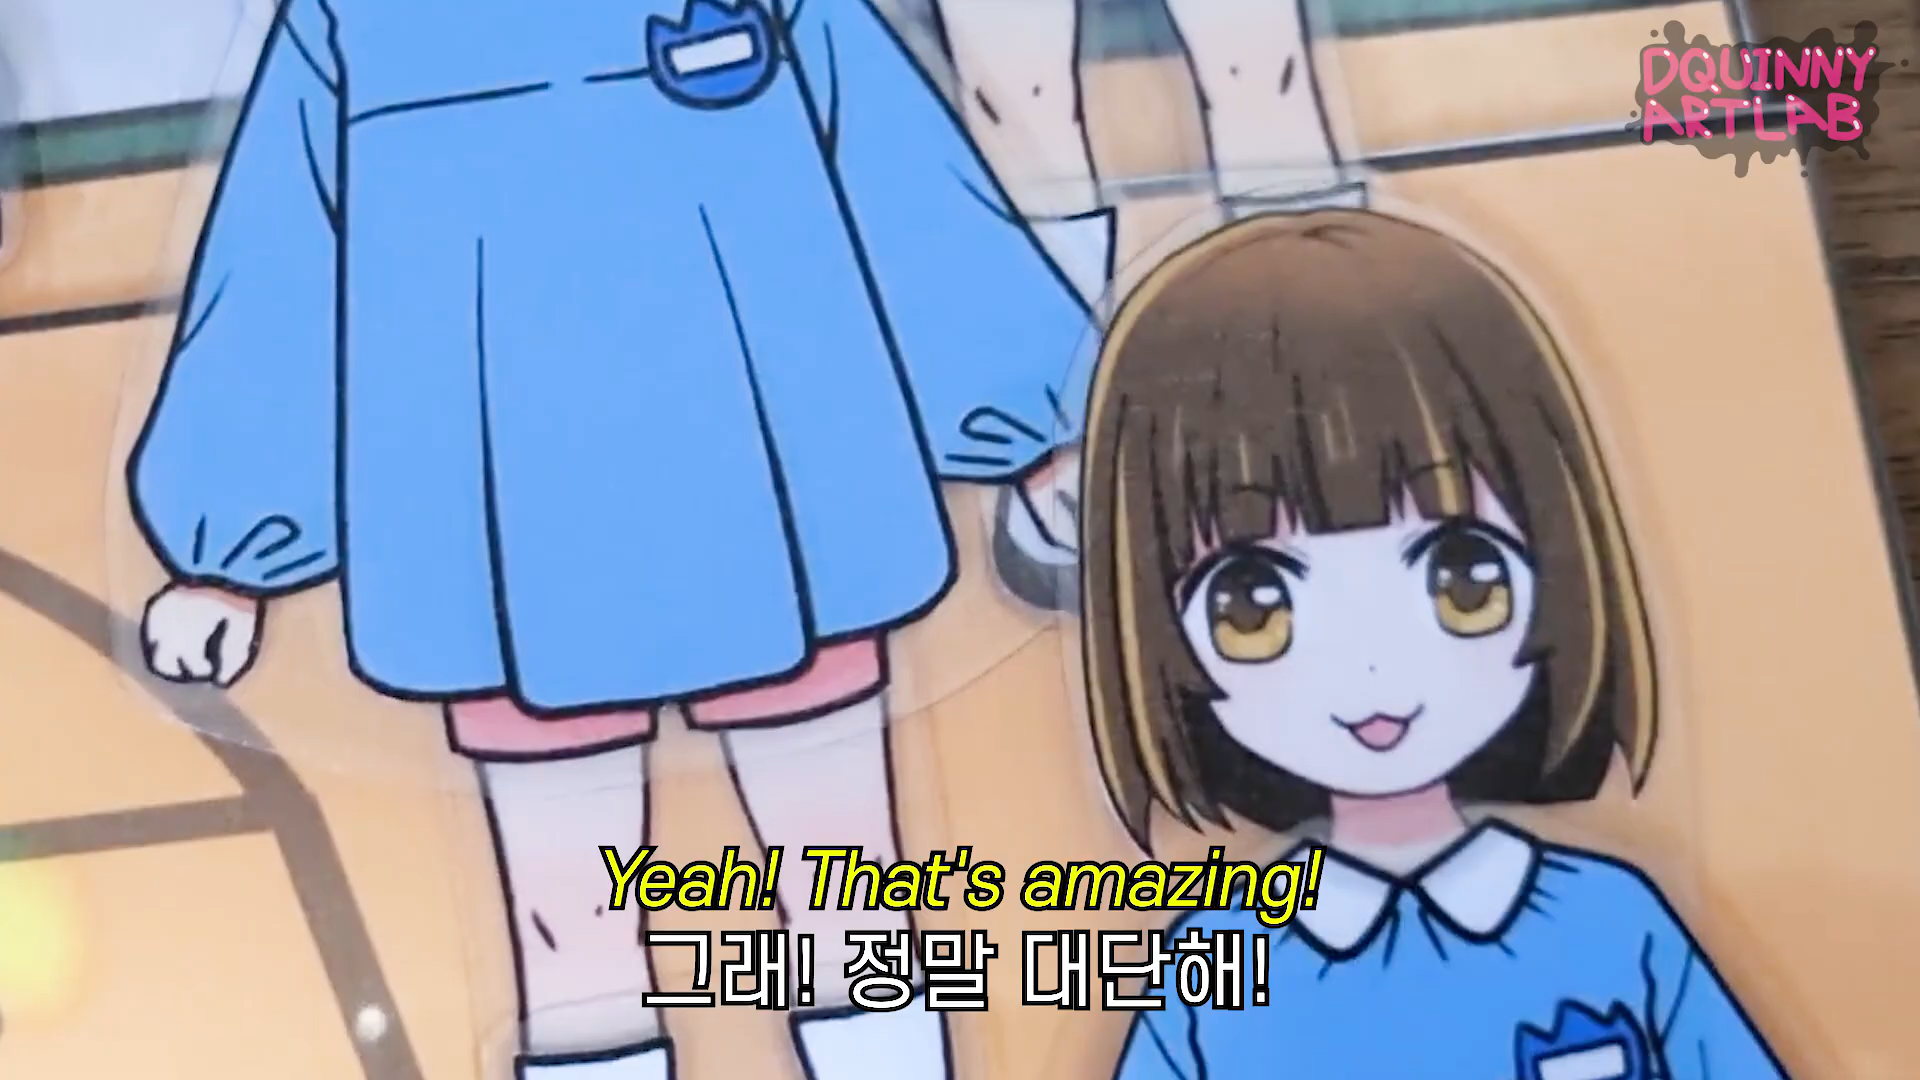 DQUINNY
ARTLAB
Yeah! That's amazing!
그래! 정말 대단해!